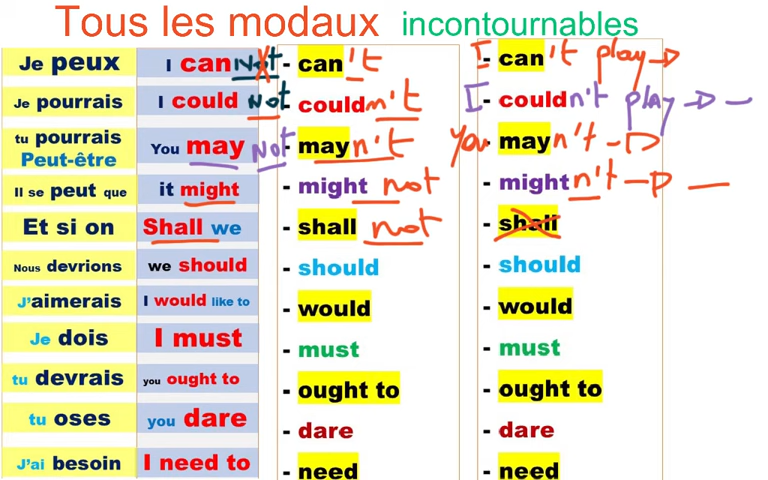 Tous les modaux incontournables
Je peux I can Not - can't I - can't play
Je pourrais I could Not - couldn't I - couldn't play
tu pourrais Peut-être You may Not - mayn't You - mayn't
Il se peut que it might - might not - mightn't
Et si on Shall we - shall not - shall
Nous devrions we should - should - should
J'aimerais I would like to - would - would
Je dois I must - must - must
tu devrais you ought to - ought to - ought to
tu oses you dare - dare - dare
J'ai besoin I need to - need - need